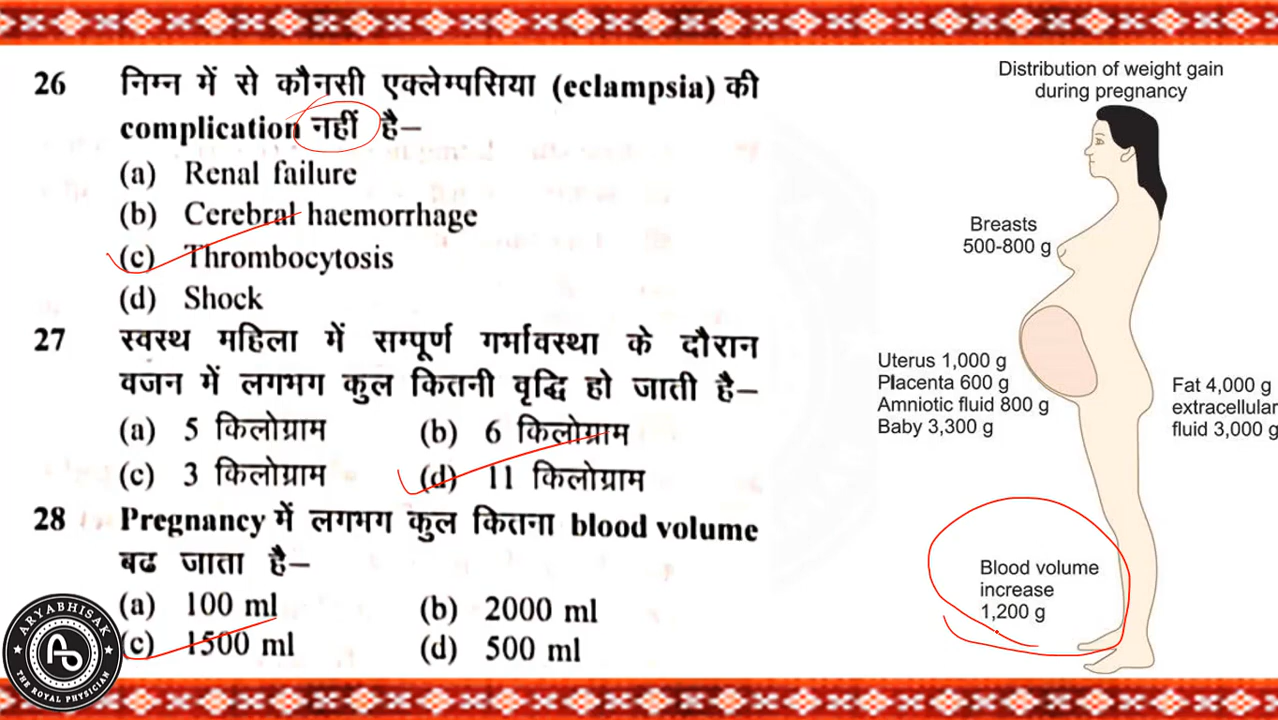 26 निम्न में से कौनसी एक्लेम्पसिया (eclampsia) की
complication नहीं है–
(a) Renal failure
(b) Cerebral haemorrhage
(c) Thrombocytosis
(d) Shock
27 स्वस्थ महिला में सम्पूर्ण गर्भावस्था के दौरान
वजन में लगभग कुल कितनी वृद्धि हो जाती है–
(a) 5 किलोग्राम (b) 6 किलोग्राम
(c) 3 किलोग्राम (d) 11 किलोग्राम
28 Pregnancy में लगभग कुल कितना blood volume
बढ जाता है–
(a) 100 ml (b) 2000 ml
(c) 1500 ml (d) 500 ml
Distribution of weight gain
during pregnancy
Breasts
500-800 g
Uterus 1,000 g
Placenta 600 g
Amniotic fluid 800 g
Baby 3,300 g
Fat 4,000 g
extracellular
fluid 3,000 g
Blood volume
increase
1,200 g
ARYABHISAK
THE ROYAL PHYSICIAN